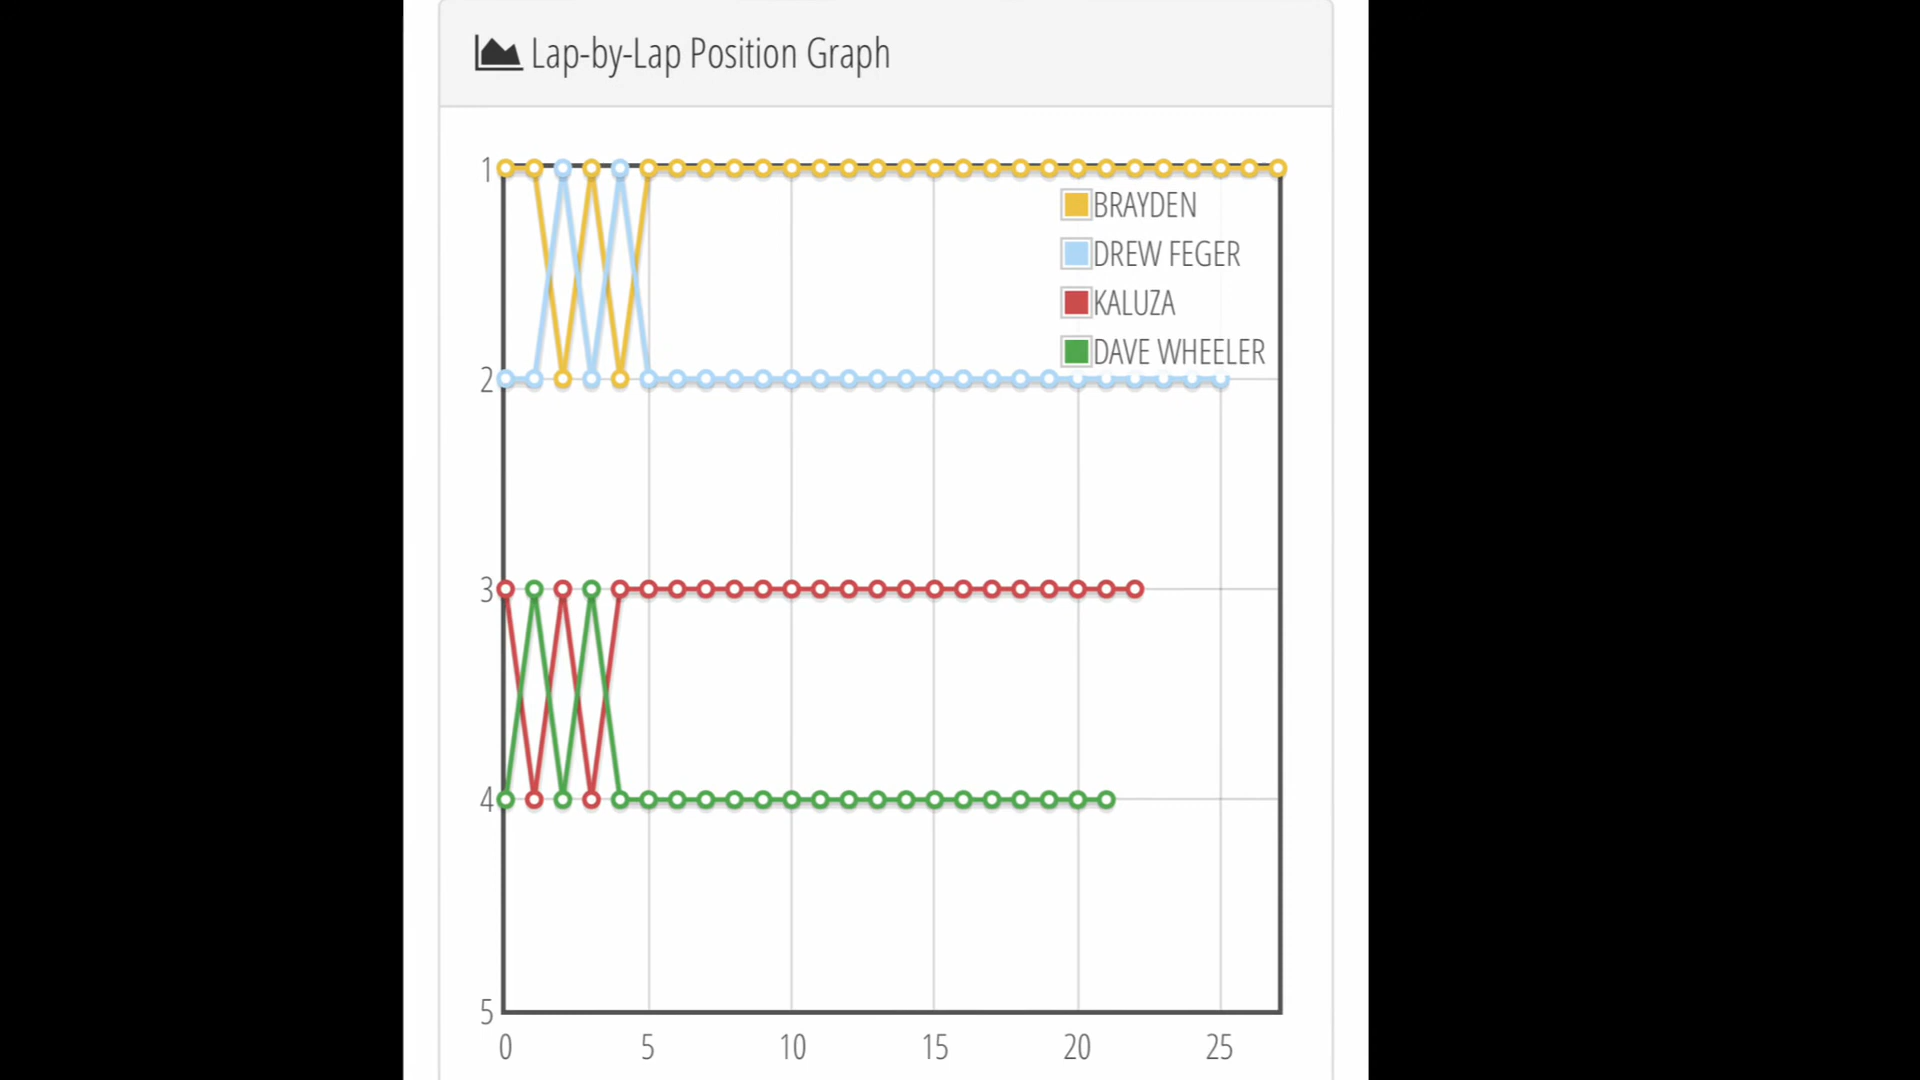 Lap-by-Lap Position Graph
1
BRAYDEN
DREW FEGER
KALUZA
DAVE WHEELER
2
3
4
5
0 5 10 15 20 25